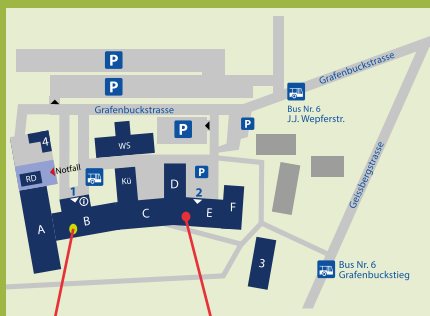 P
P
Grafenbuckstrasse
Grafenbuckstrasse
Bus Nr. 6
J.J. Wepferstr.
P
P
4
WS
Notfall
RD
Kü
D
P
1
i
2
A
B
C
E
F
3
Geissbergstrasse
Bus Nr. 6
Grafenbuckstieg